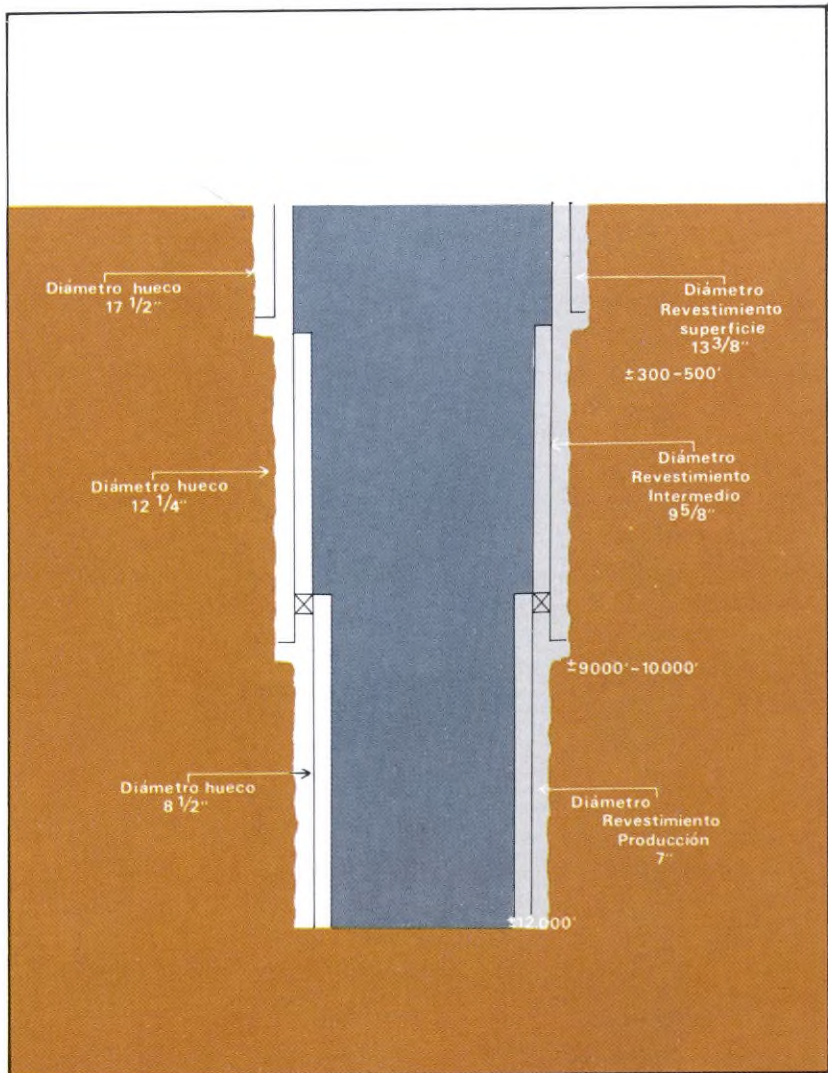 Diámetro hueco
17 1/2"
Diámetro
Revestimiento
superficie
13 3/8"
±300-500'
Diámetro hueco
12 1/4"
Diámetro
Revestimiento
Intermedio
9 5/8"
±9000'-10.000'
Diámetro hueco
8 1/2"
Diámetro
Revestimiento
Producción
7"
±12.000'